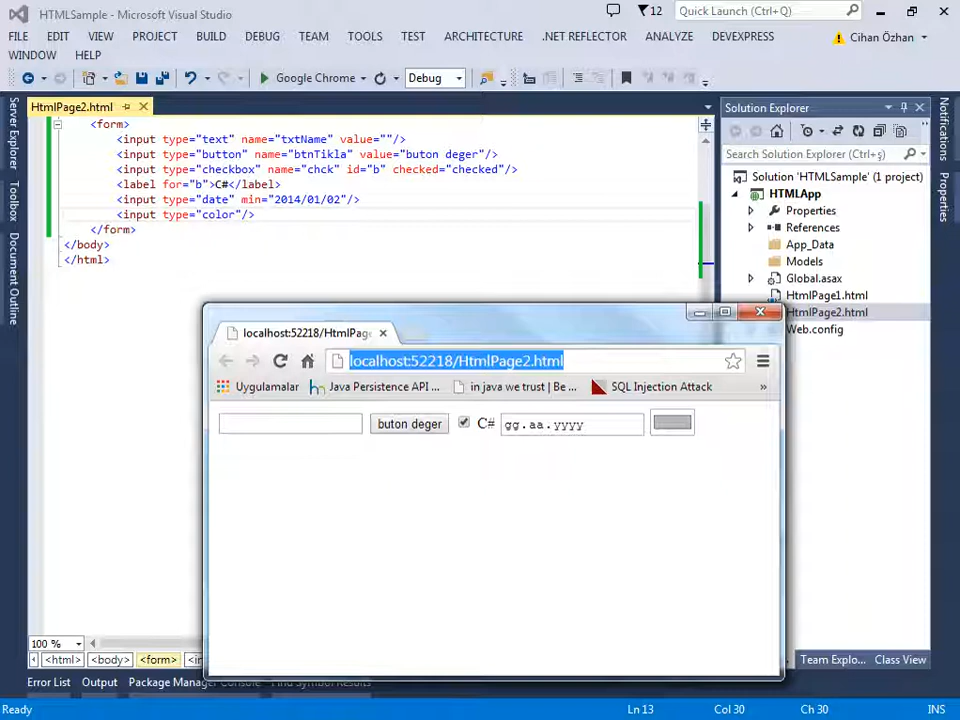 HTMLSample - Microsoft Visual Studio
12
Quick Launch (Ctrl+Q)
FILE EDIT VIEW PROJECT BUILD DEBUG TEAM TOOLS TEST ARCHITECTURE .NET REFLECTOR ANALYZE DEVEXPRESS
Cihan Özhan
WINDOW HELP
Google Chrome
Debug
Server Explorer
Toolbox
Document Outline
HtmlPage2.html
<form>
<input type="text" name="txtName" value=""/>
<input type="button" name="btnTikla" value="buton deger"/>
<input type="checkbox" name="chck" id="b" checked="checked"/>
<label for="b">C#</label>
<input type="date" min="2014/01/02"/>
<input type="color"/>
</form>
</body>
</html>
Solution Explorer
Search Solution Explorer (Ctrl+ş)
Solution 'HTMLSample' (1 project)
HTMLApp
Properties
References
App_Data
Models
Global.asax
HtmlPage1.html
HtmlPage2.html
Web.config
Notifications
Properties
localhost:52218/HtmlPage
localhost:52218/HtmlPage2.html
Uygulamalar
Java Persistence API ...
in java we trust | Be ...
SQL Injection Attack
»
buton deger
C#
gg.aa.yyyy
100 %
<html> <body> <form>
Team Explo... Class View
Error List Output Package Manager Console Find Symbol Results
Ready
Ln 13 Col 30 Ch 30 INS